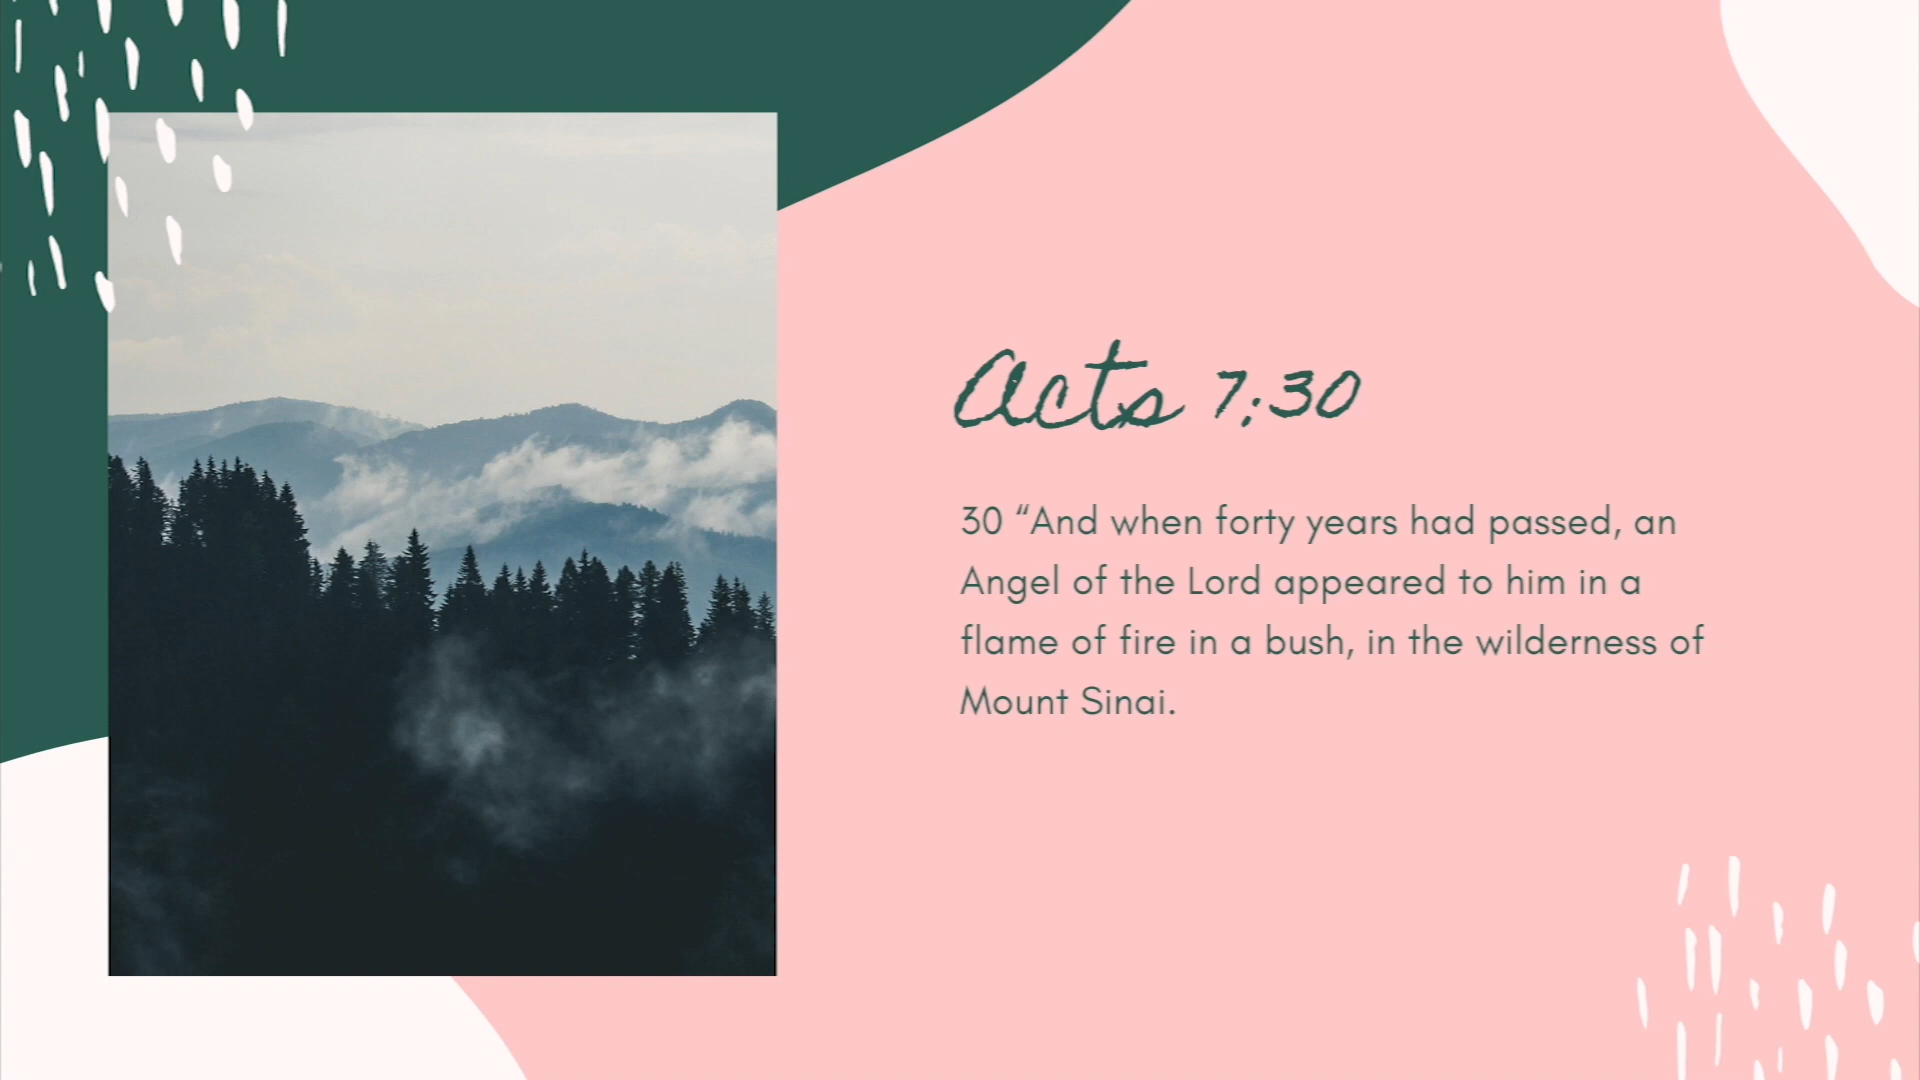 Acts 7:30
30 “And when forty years had passed, an
Angel of the Lord appeared to him in a
flame of fire in a bush, in the wilderness of
Mount Sinai.